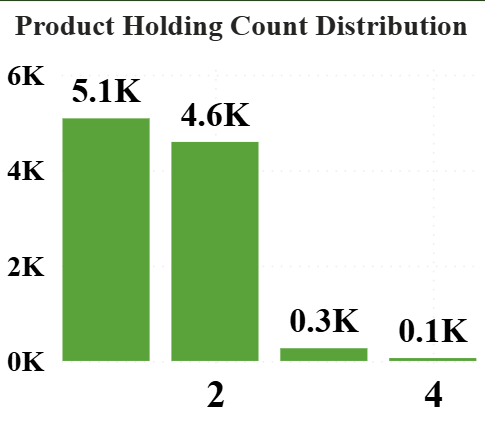 Product Holding Count Distribution
6K
5.1K
4.6K
4K
2K
0.3K
0.1K
0K
2 4